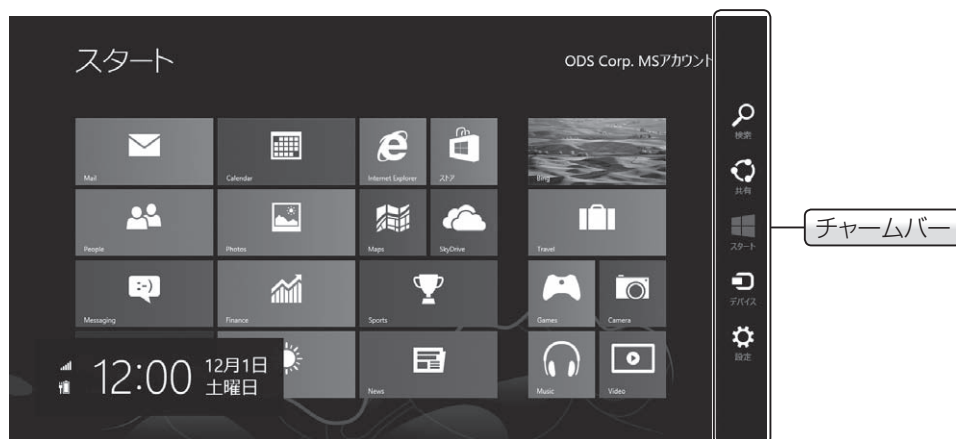 スタート
ODS Corp. MSアカウント
検索
共有
スタート
デバイス
設定
チャームバー
Mail
Calendar
Internet Explorer
ストア
Bing
People
Photos
Maps
SkyDrive
Travel
Messaging
Finance
Sports
Games
Camera
News
Music
Video
12:00
12月1日
土曜日